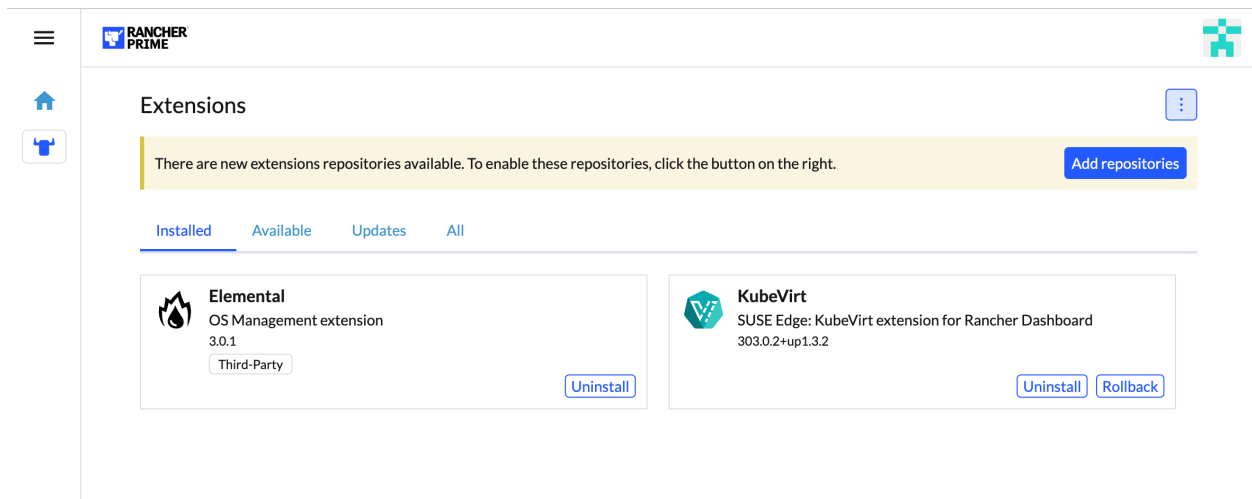 RANCHER
PRIME
Extensions
There are new extensions repositories available. To enable these repositories, click the button on the right.
Add repositories
Installed
Available
Updates
All
Elemental
OS Management extension
3.0.1
Third-Party
Uninstall
KubeVirt
SUSE Edge: KubeVirt extension for Rancher Dashboard
303.0.2+up1.3.2
Uninstall
Rollback